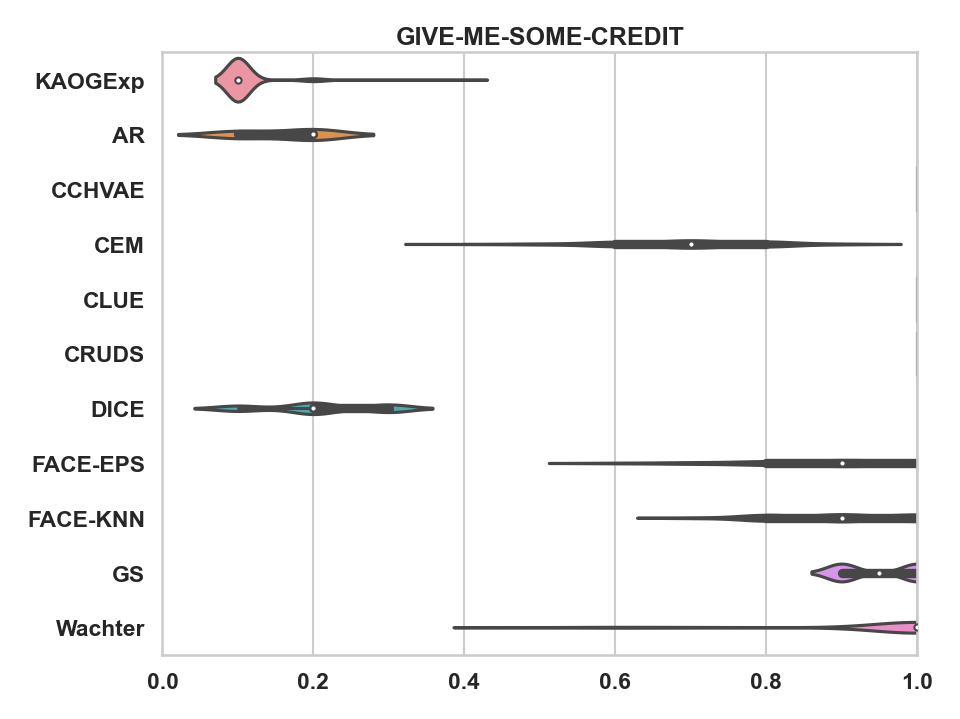 GIVE-ME-SOME-CREDIT
KAOGExp
AR
CCHVAE
CEM
CLUE
CRUDS
DICE
FACE-EPS
FACE-KNN
GS
Wachter
0.0 0.2 0.4 0.6 0.8 1.0